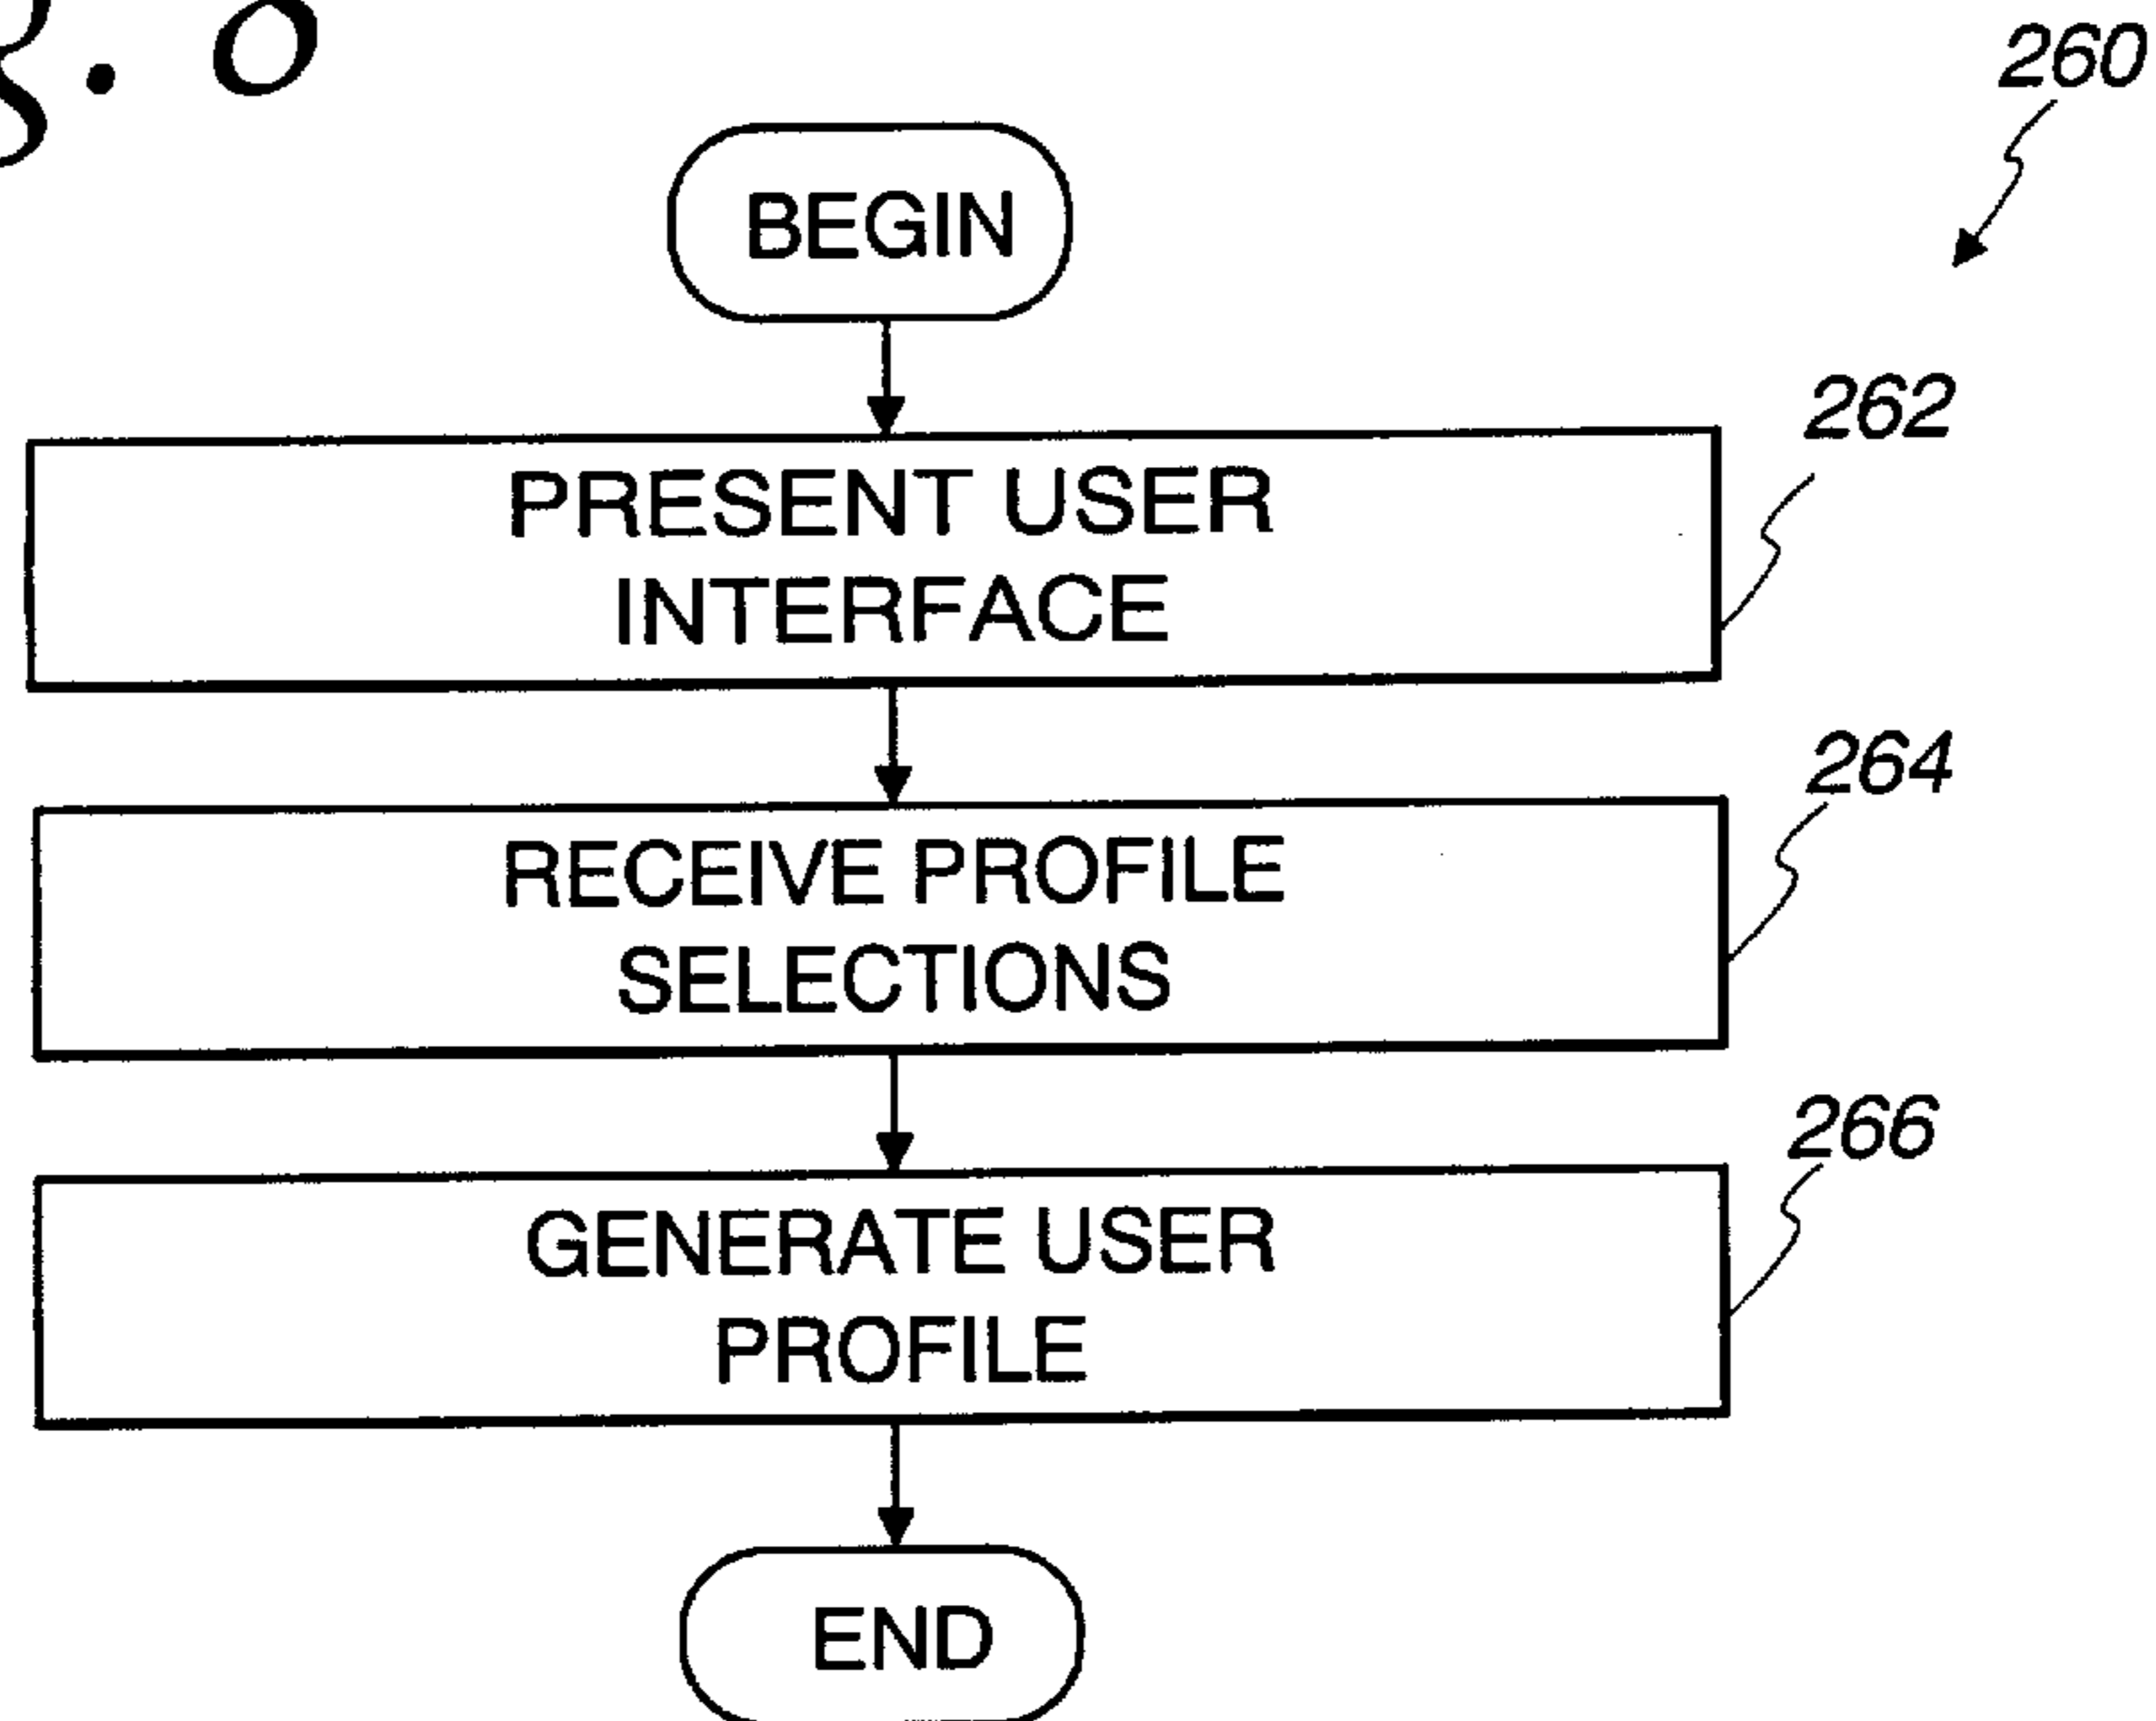 260
BEGIN
262
PRESENT USER
INTERFACE
264
RECEIVE PROFILE
SELECTIONS
266
GENERATE USER
PROFILE
END